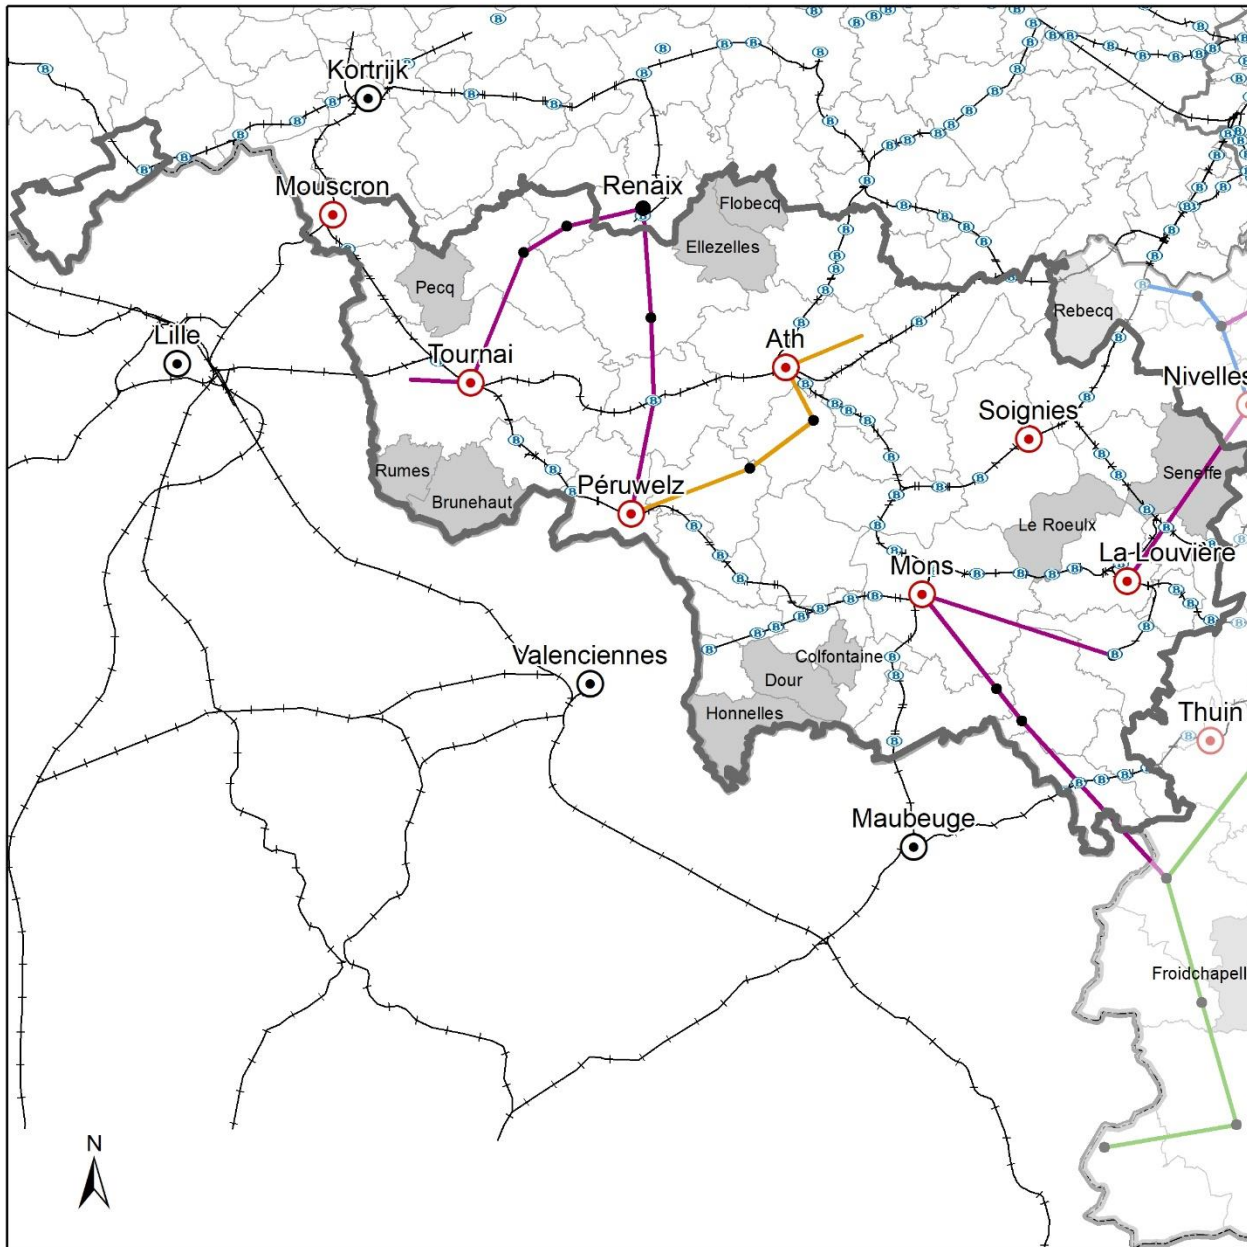 Kortrijk
Mouscron
Renaix
Flobecq
Ellezelles
Pecq
Rebecq
Lille
Tournai
Ath
Nivelles
Soignies
Seneffe
Rumes
Brunehaut
Péruwelz
Le Roeulx
La Louvière
Mons
Valenciennes
Colfontaine
Dour
Honnelles
Thuin
Maubeuge
Froidchapell
N